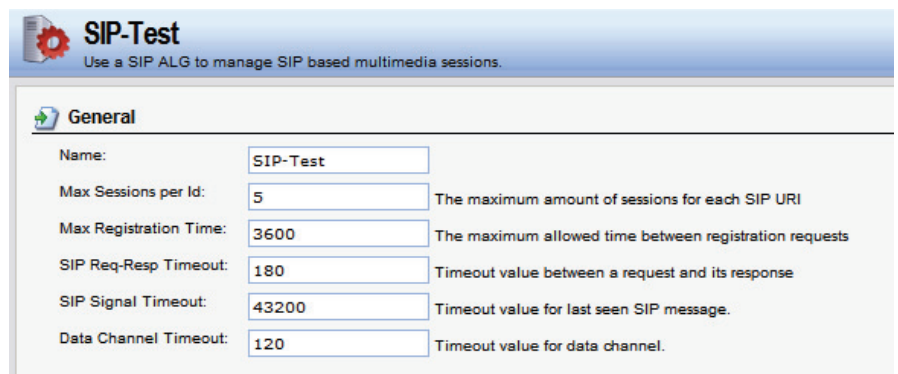 SIP-Test
Use a SIP ALG to manage SIP based multimedia sessions.
General
Name: SIP-Test
Max Sessions per Id: 5 The maximum amount of sessions for each SIP URI
Max Registration Time: 3600 The maximum allowed time between registration requests
SIP Req-Resp Timeout: 180 Timeout value between a request and its response
SIP Signal Timeout: 43200 Timeout value for last seen SIP message.
Data Channel Timeout: 120 Timeout value for data channel.